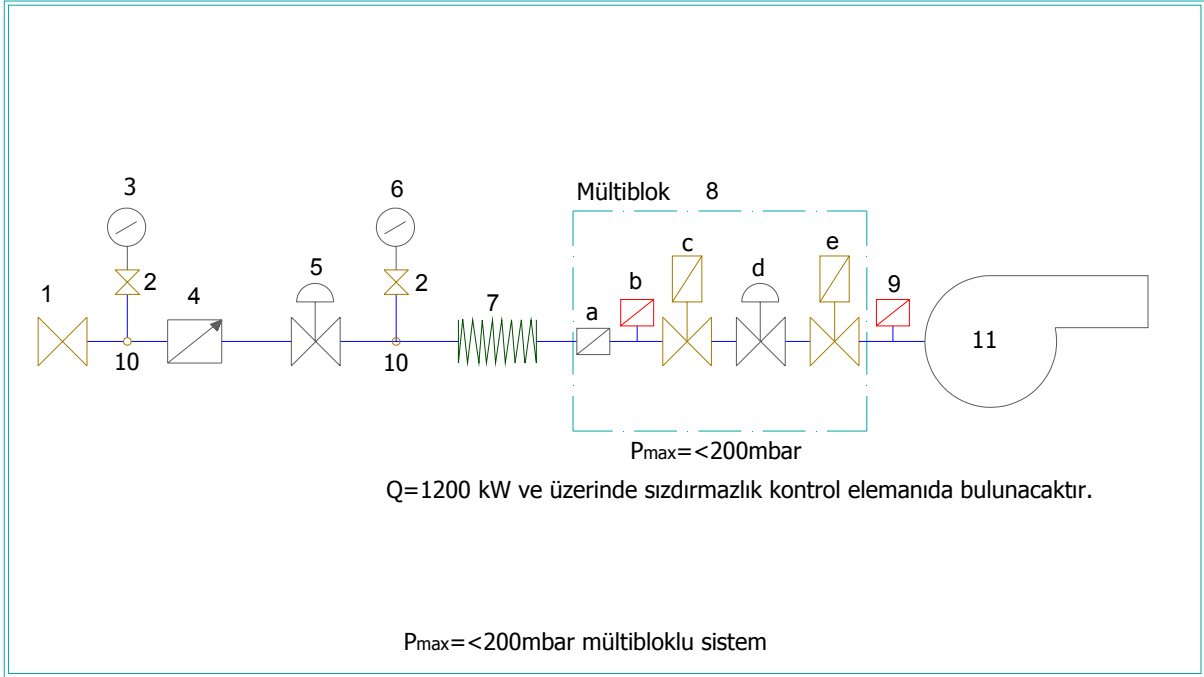 Mültiblok 8
3
6
c
e
1
2
4
5
2
7
a
b
d
9
10
10
11
Pmax=<200mbar
Q=1200 kW ve üzerinde sızdırmazlık kontrol elemanıda bulunacaktır.
Pmax=<200mbar mültibloklu sistem